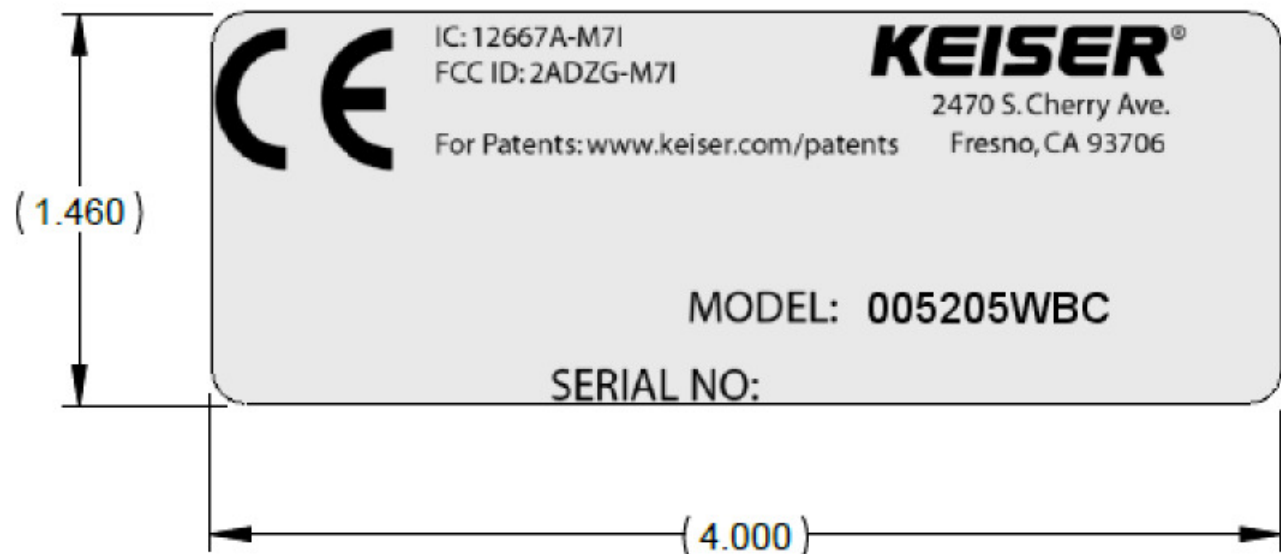 CE
IC: 12667A-M7I
FCC ID: 2ADZG-M7I
For Patents: www.keiser.com/patents
KEISER®
2470 S. Cherry Ave.
Fresno, CA 93706
(1.460)
MODEL: 005205WBC
SERIAL NO:
(4.000)